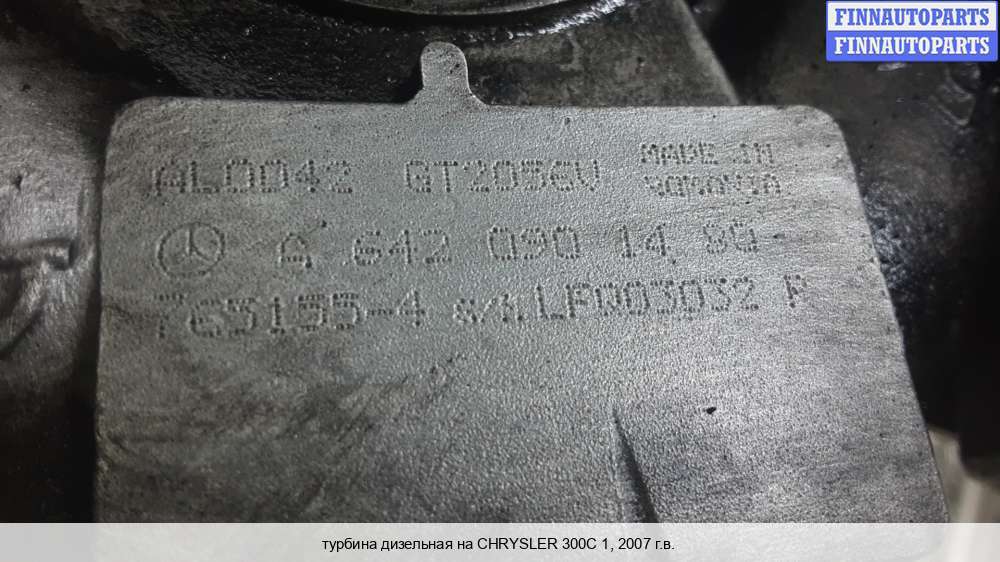 FINNAUTOPARTS
FINNAUTOPARTS
AL0042 GT2056V MADE IN ROMANIA
A 642 090 14 80
765155-4 s/n.LFQ03032 P
турбина дизельная на CHRYSLER 300C 1, 2007 г.в.